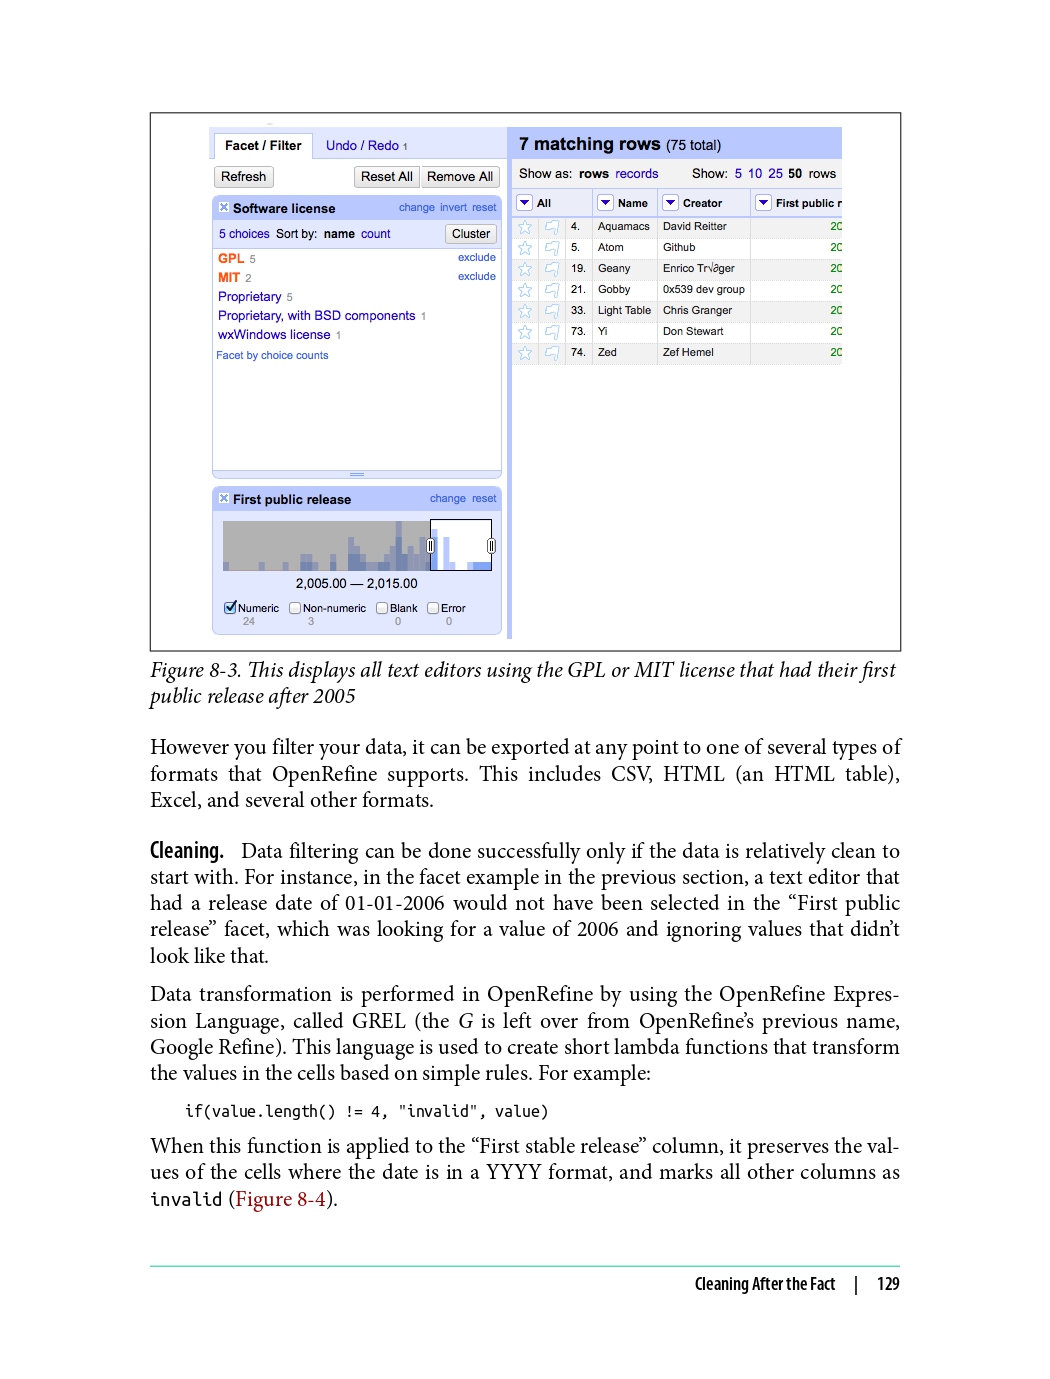 Facet / Filter Undo / Redo 1
Refresh Reset All Remove All
Software license change invert reset
5 choices Sort by: name count Cluster
GPL 5 exclude
MIT 2 exclude
Proprietary 5
Proprietary, with BSD components 1
wxWindows license 1
Facet by choice counts
First public release change reset
2,005.00 — 2,015.00
Numeric Non-numeric Blank Error
24 3 0 0
7 matching rows (75 total)
Show as: rows records Show: 5 10 25 50 rows
All Name Creator First public r
4. Aquamacs David Reitter 20
5. Atom Github 20
19. Geany Enrico Tr√∂ger 20
21. Gobby 0x539 dev group 20
33. Light Table Chris Granger 20
73. Yi Don Stewart 20
74. Zed Zef Hemel 20
Figure 8-3. This displays all text editors using the GPL or MIT license that had their first
public release after 2005
However you filter your data, it can be exported at any point to one of several types of
formats that OpenRefine supports. This includes CSV, HTML (an HTML table),
Excel, and several other formats.
Cleaning. Data filtering can be done successfully only if the data is relatively clean to
start with. For instance, in the facet example in the previous section, a text editor that
had a release date of 01-01-2006 would not have been selected in the “First public
release” facet, which was looking for a value of 2006 and ignoring values that didn’t
look like that.
Data transformation is performed in OpenRefine by using the OpenRefine Expres-
sion Language, called GREL (the G is left over from OpenRefine’s previous name,
Google Refine). This language is used to create short lambda functions that transform
the values in the cells based on simple rules. For example:
if(value.length() != 4, "invalid", value)
When this function is applied to the “First stable release” column, it preserves the val-
ues of the cells where the date is in a YYYY format, and marks all other columns as
invalid (Figure 8-4).
Cleaning After the Fact | 129